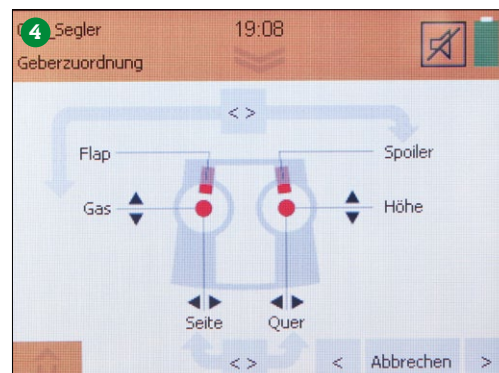 4
Segler
19:08
Geberzuordnung
< >
Flap
Spoiler
Gas
Höhe
Seite
Quer
< >
<
Abbrechen
>